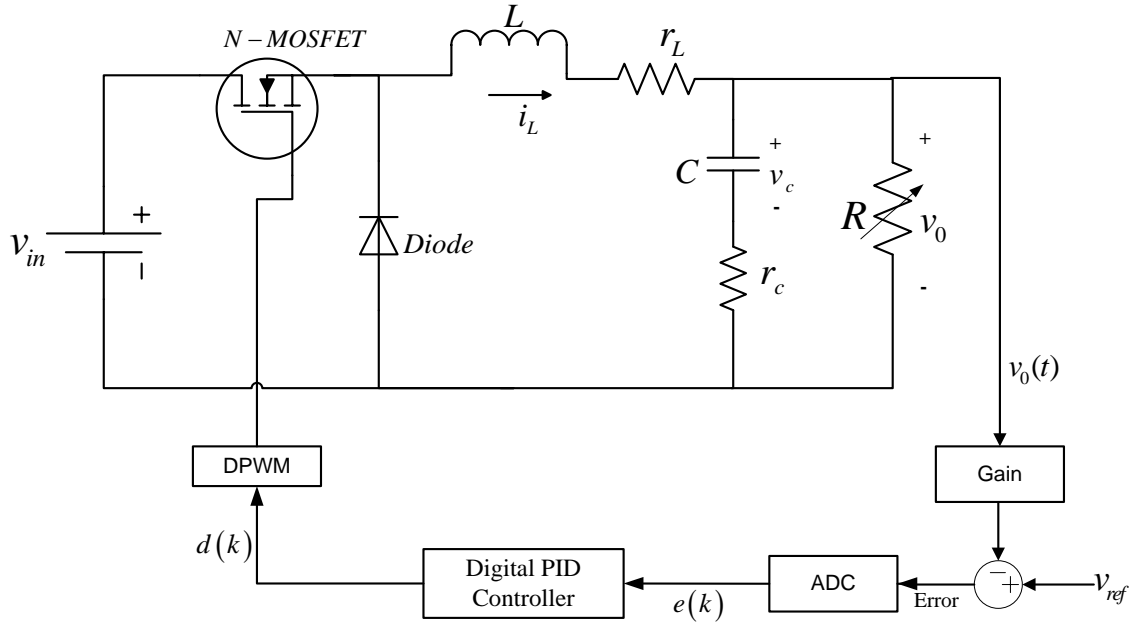 N – MOSFET
L
r_L
i_L
+
C
v_c
-
+
R
v_0
-
v_in
+
–
Diode
r_c
v_0(t)
DPWM
Gain
d(k)
Digital PID
Controller
e(k)
ADC
Error
–
+
v_ref